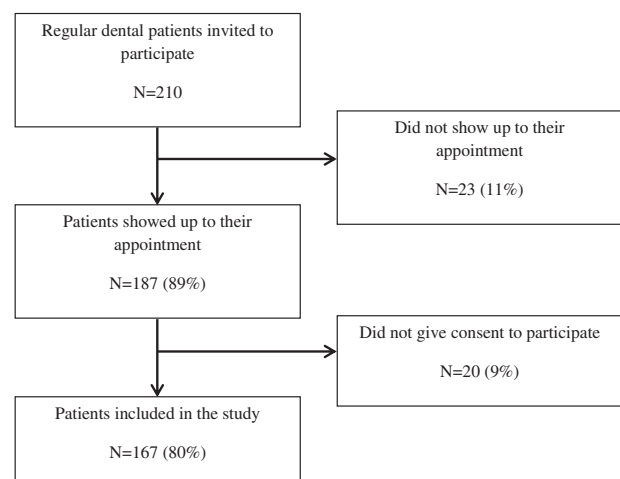 Regular dental patients invited to
participate
N=210
Did not show up to their
appointment
N=23 (11%)
Patients showed up to their
appointment
N=187 (89%)
Did not give consent to participate
N=20 (9%)
Patients included in the study
N=167 (80%)